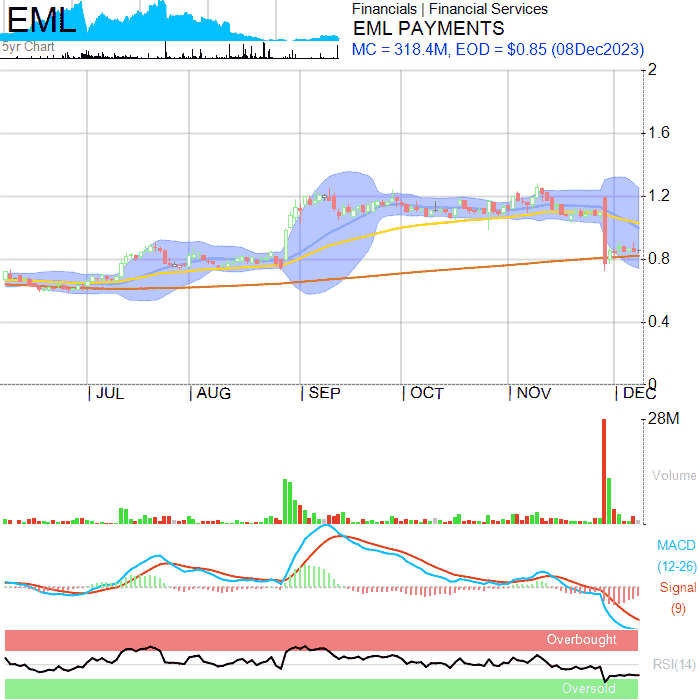 EML
5yr Chart
Financials | Financial Services
EML PAYMENTS
MC = 318.4M, EOD = $0.85 (08Dec2023)
2
1.6
1.2
0.8
0.4
0
| JUL | AUG | SEP | OCT | NOV | DEC
28M
Volume
MACD
(12-26)
Signal
(9)
Overbought
RSI(14)
Oversold